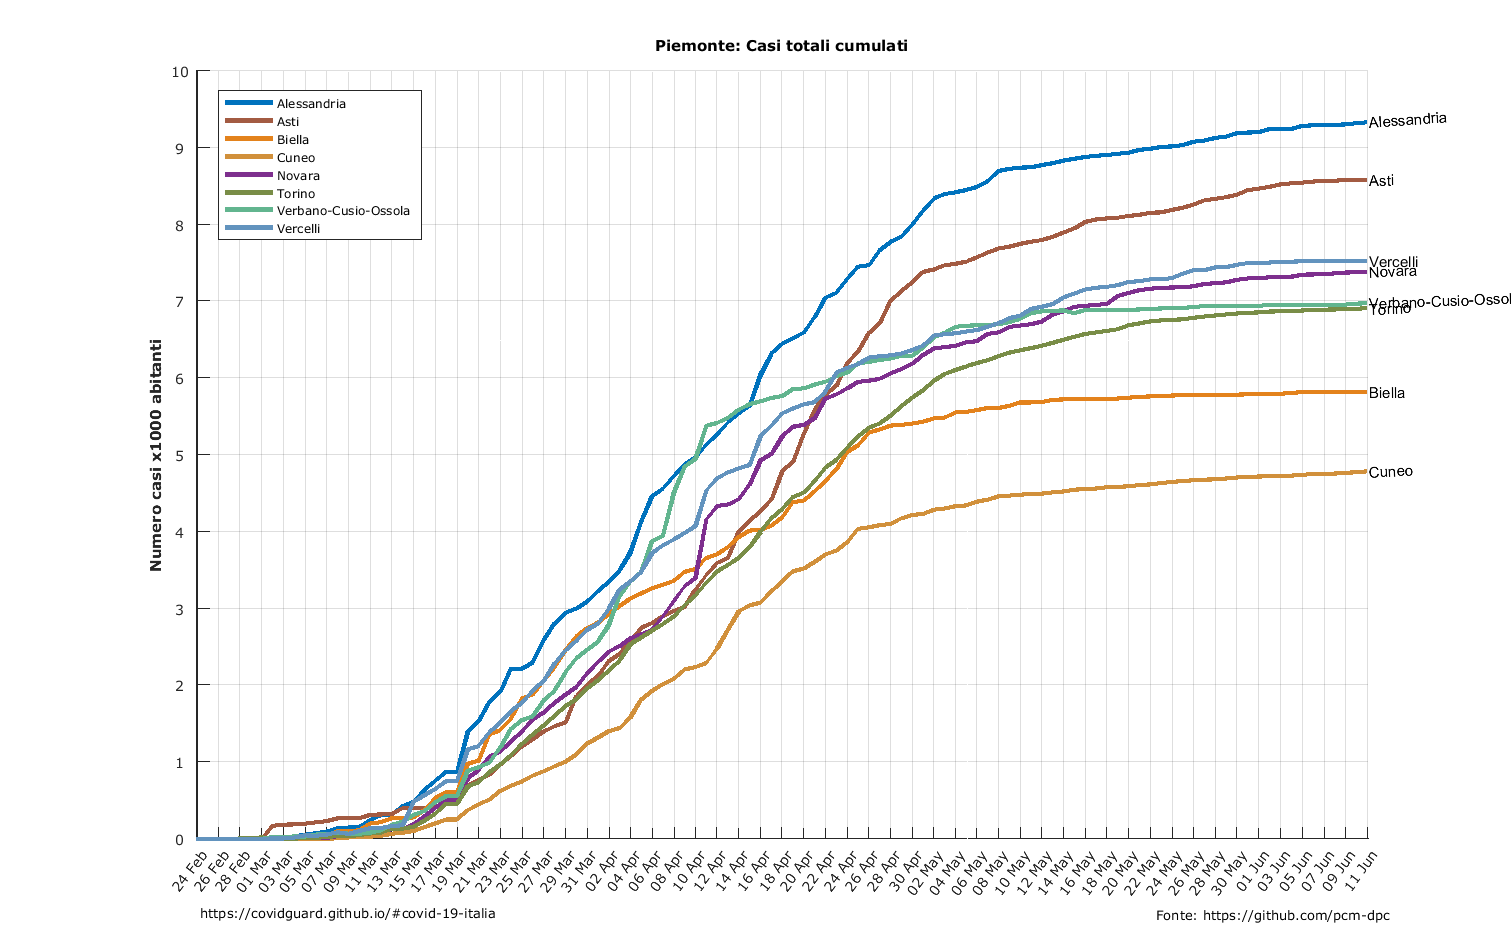 Piemonte: Casi totali cumulati
Numero casi x1000 abitanti
10
9
8
7
6
5
4
3
2
1
0
Alessandria
Asti
Biella
Cuneo
Novara
Torino
Verbano-Cusio-Ossola
Vercelli
Alessandria
Asti
Vercelli
Novara
Verbano-Cusio-Ossol
Torino
Biella
Cuneo
24 Feb
26 Feb
28 Feb
01 Mar
03 Mar
05 Mar
07 Mar
09 Mar
11 Mar
13 Mar
15 Mar
17 Mar
19 Mar
21 Mar
23 Mar
25 Mar
27 Mar
29 Mar
31 Mar
02 Apr
04 Apr
06 Apr
08 Apr
10 Apr
12 Apr
14 Apr
16 Apr
18 Apr
20 Apr
22 Apr
24 Apr
26 Apr
28 Apr
30 Apr
02 May
04 May
06 May
08 May
10 May
12 May
14 May
16 May
18 May
20 May
22 May
24 May
26 May
28 May
30 May
01 Jun
03 Jun
05 Jun
07 Jun
09 Jun
11 Jun
https://covidguard.github.io/#covid-19-italia
Fonte: https://github.com/pcm-dpc